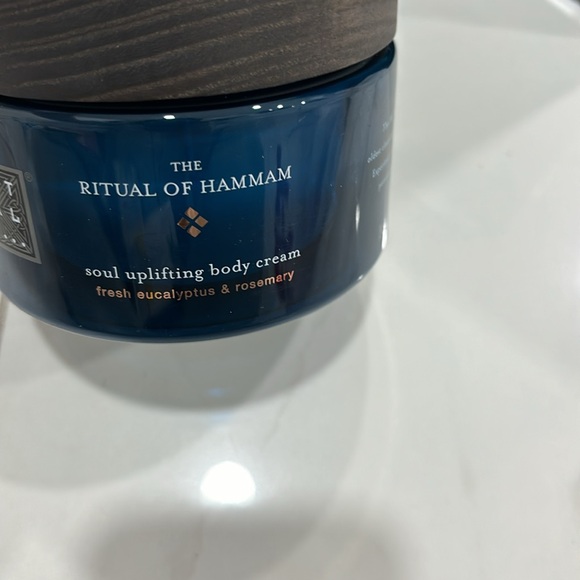 THE
RITUAL OF HAMMAM
soul uplifting body cream
fresh eucalyptus & rosemary